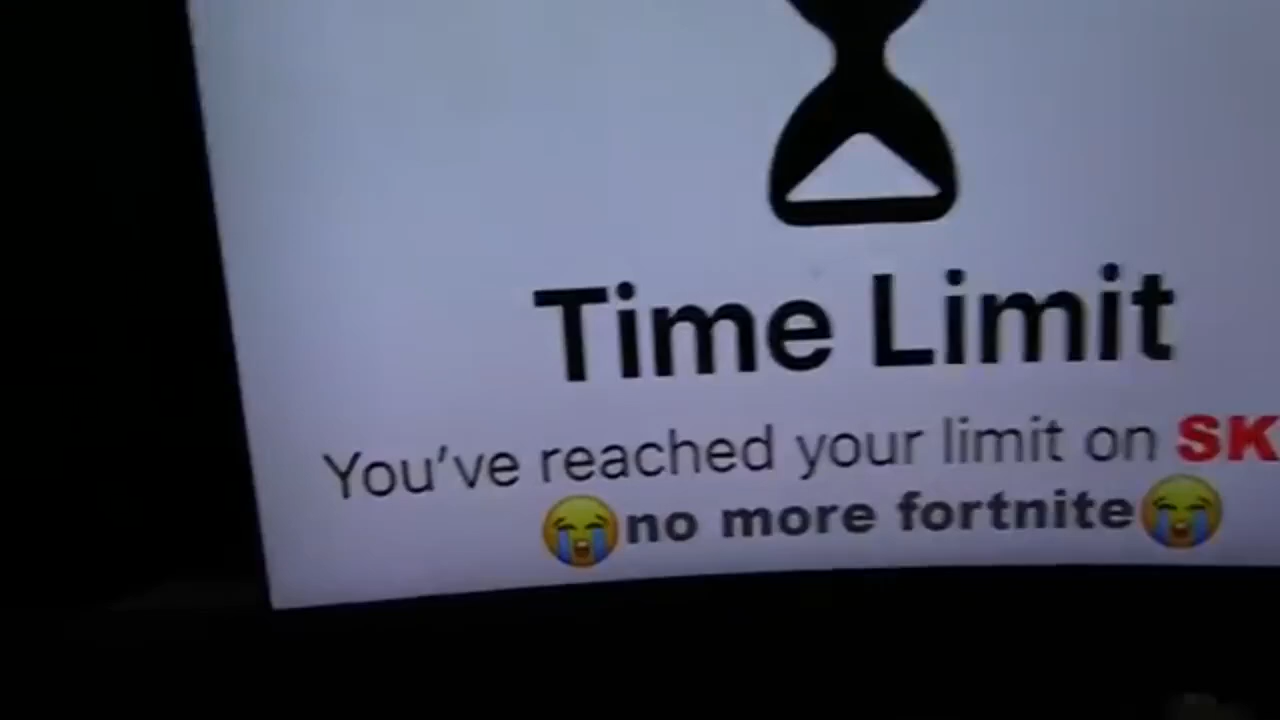 Time Limit
You've reached your limit on SK
😭no more fortnite😭